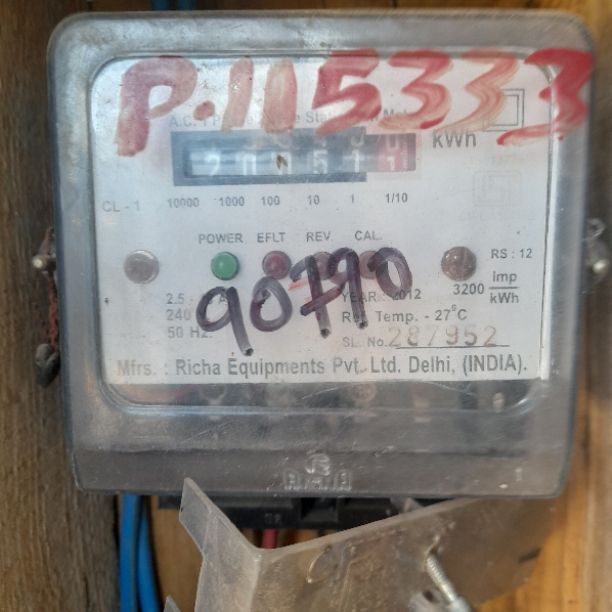 P.115333
kWh
CL - 1
10000 1000 100 10 1 1/10
POWER EFLT REV. CAL.
RS : 12
3200 Imp/kWh
90790
2.5 -
240
50 Hz.
YEAR : 2012
Ref. Temp. - 27°C
SL. No. 287952
Mfrs. : Richa Equipments Pvt. Ltd. Delhi, (INDIA).
RICHA